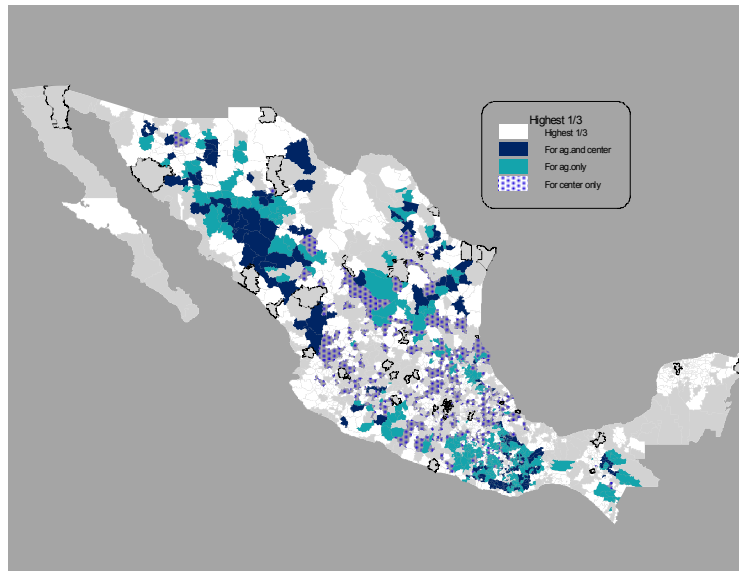 Highest 1/3
Highest 1/3
For ag.and center
For ag.only
For center only